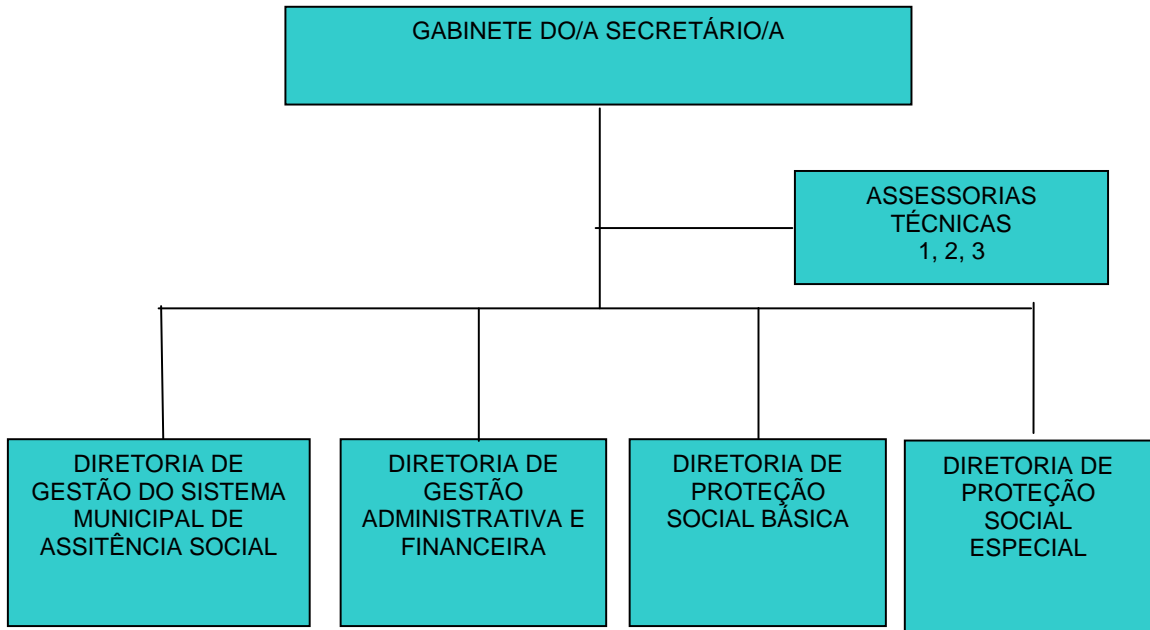 GABINETE DO/A SECRETÁRIO/A
ASSESSORIAS
TÉCNICAS
1, 2, 3
DIRETORIA DE
GESTÃO DO SISTEMA
MUNICIPAL DE
ASSITÊNCIA SOCIAL
DIRETORIA DE
GESTÃO
ADMINISTRATIVA E
FINANCEIRA
DIRETORIA DE
PROTEÇÃO
SOCIAL BÁSICA
DIRETORIA DE
PROTEÇÃO
SOCIAL
ESPECIAL